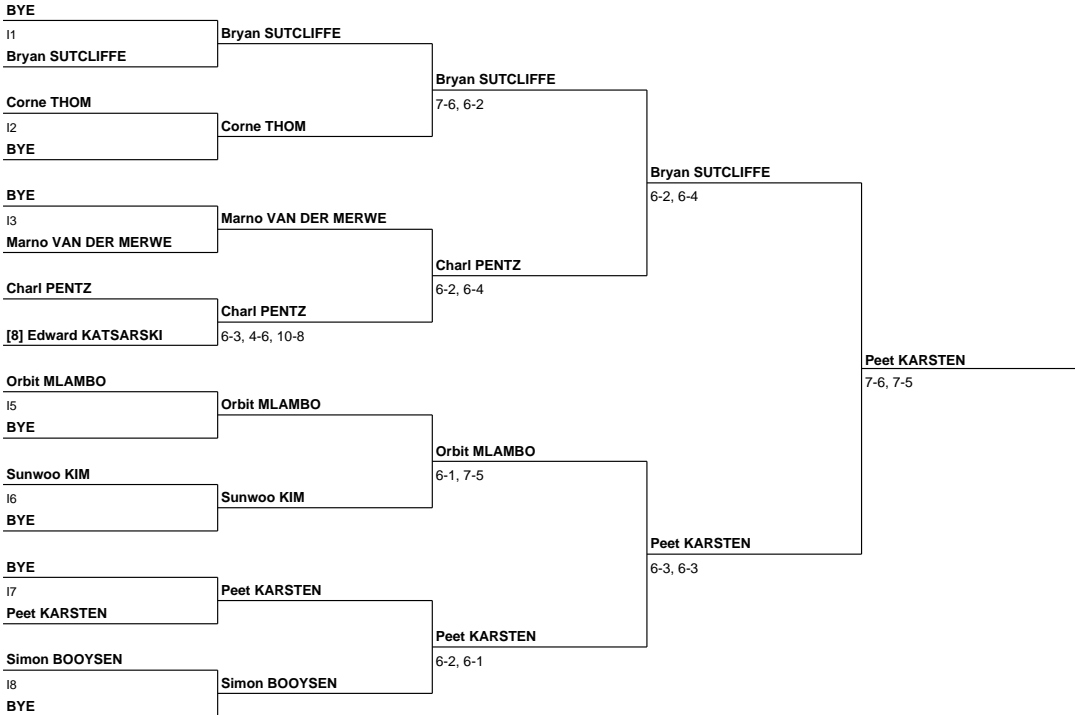 BYE
I1
Bryan SUTCLIFFE
Corne THOM
I2
BYE
BYE
I3
Marno VAN DER MERWE
Charl PENTZ
[8] Edward KATSARSKI
Orbit MLAMBO
I5
BYE
Sunwoo KIM
I6
BYE
BYE
I7
Peet KARSTEN
Simon BOOYSEN
I8
BYE
Bryan SUTCLIFFE
Corne THOM
Marno VAN DER MERWE
Charl PENTZ
6-3, 4-6, 10-8
Orbit MLAMBO
Sunwoo KIM
Peet KARSTEN
Simon BOOYSEN
Bryan SUTCLIFFE
7-6, 6-2
Charl PENTZ
6-2, 6-4
Orbit MLAMBO
6-1, 7-5
Peet KARSTEN
6-2, 6-1
Bryan SUTCLIFFE
6-2, 6-4
Peet KARSTEN
6-3, 6-3
Peet KARSTEN
7-6, 7-5